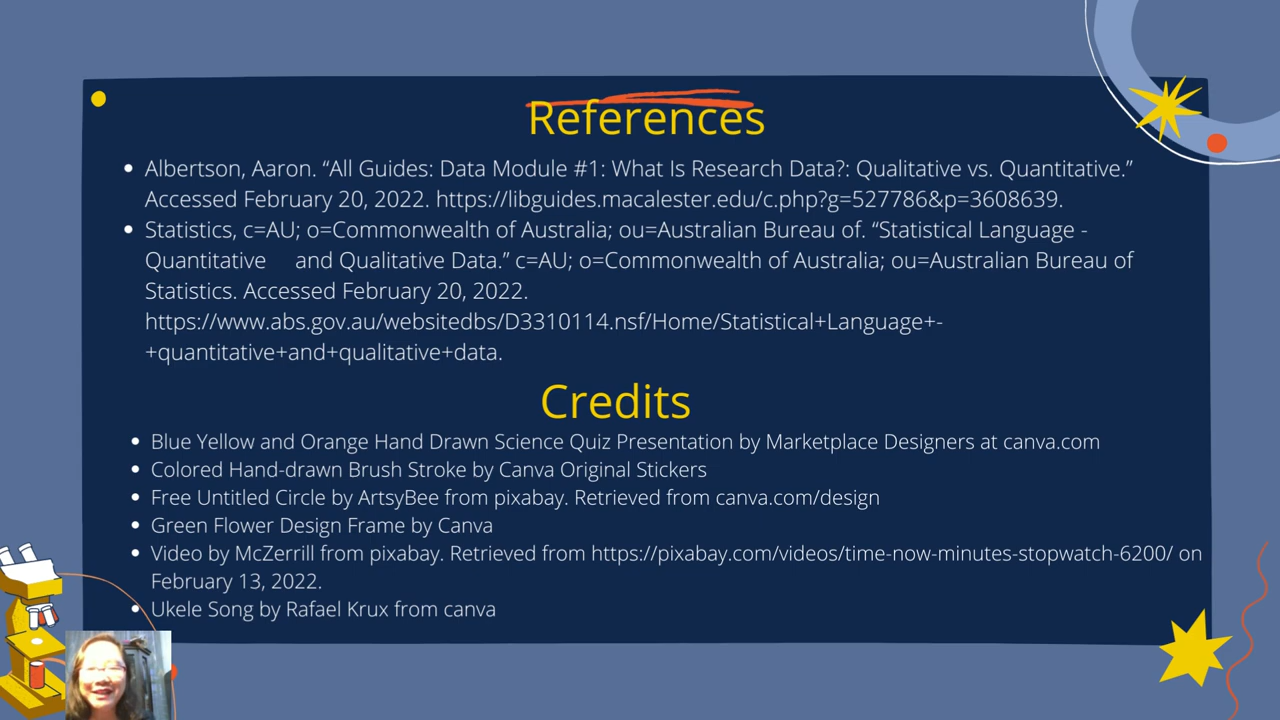 References
• Albertson, Aaron. “All Guides: Data Module #1: What Is Research Data?: Qualitative vs. Quantitative.”
Accessed February 20, 2022. https://libguides.macalester.edu/c.php?g=527786&p=3608639.
• Statistics, c=AU; o=Commonwealth of Australia; ou=Australian Bureau of. “Statistical Language -
Quantitative and Qualitative Data.” c=AU; o=Commonwealth of Australia; ou=Australian Bureau of
Statistics. Accessed February 20, 2022.
https://www.abs.gov.au/websitedbs/D3310114.nsf/Home/Statistical+Language+-
+quantitative+and+qualitative+data.
Credits
• Blue Yellow and Orange Hand Drawn Science Quiz Presentation by Marketplace Designers at canva.com
• Colored Hand-drawn Brush Stroke by Canva Original Stickers
• Free Untitled Circle by ArtsyBee from pixabay. Retrieved from canva.com/design
• Green Flower Design Frame by Canva
• Video by McZerrill from pixabay. Retrieved from https://pixabay.com/videos/time-now-minutes-stopwatch-6200/ on
February 13, 2022.
• Ukele Song by Rafael Krux from canva